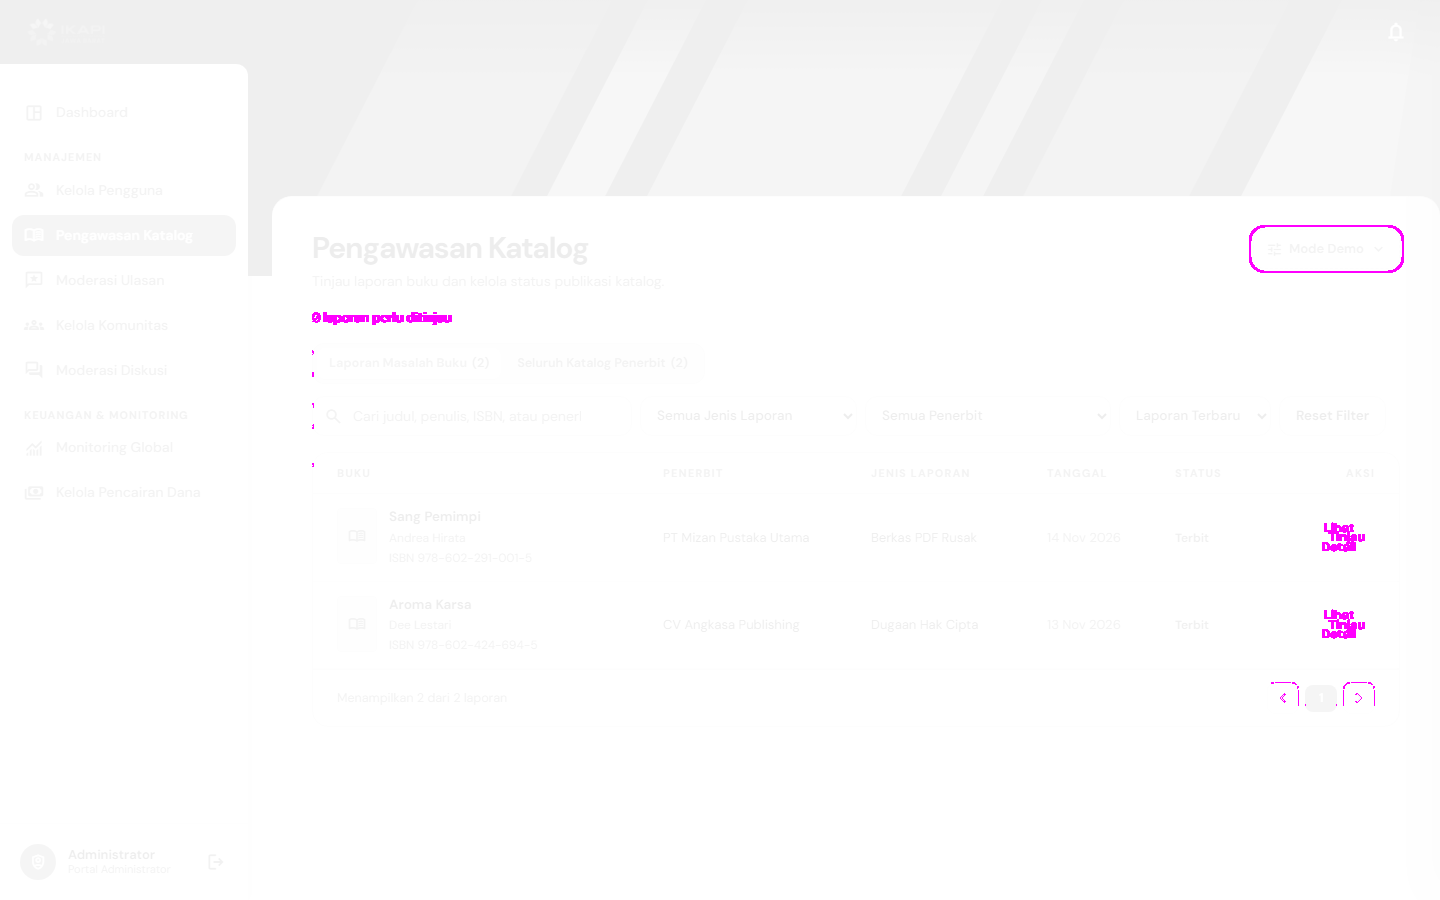 Dashboard
MANAJEMEN
Kelola Pengguna
Pengawasan Katalog
Moderasi Ulasan
Kelola Komunitas
Moderasi Diskusi
KEUANGAN & MONITORING
Monitoring Global
Kelola Pencairan Dana
Administrator
Portal Administrator
Pengawasan Katalog
Mode Demo
Tinjau laporan buku dan kelola status publikasi katalog.
laporan perlu ditinjau
Laporan Masalah Buku (2) Seluruh Katalog Penerbit (2)
Cari judul, penulis, ISBN, atau penerl Semua Jenis Laporan Semua Penerbit Laporan Terbaru Reset Filter
BUKU PENERBIT JENIS LAPORAN TANGGAL STATUS AKSI
Sang Pemimpi
Andrea Hirata
ISBN 978-602-291-001-5
PT Mizan Pustaka Utama Berkas PDF Rusak 14 Nov 2026 Terbit
Lihat
Tinjau
Detail
Aroma Karsa
Dee Lestari
ISBN 978-602-424-694-5
CV Angkasa Publishing Dugaan Hak Cipta 13 Nov 2026 Terbit
Lihat
Tinjau
Detail
Menampilkan 2 dari 2 laporan
1